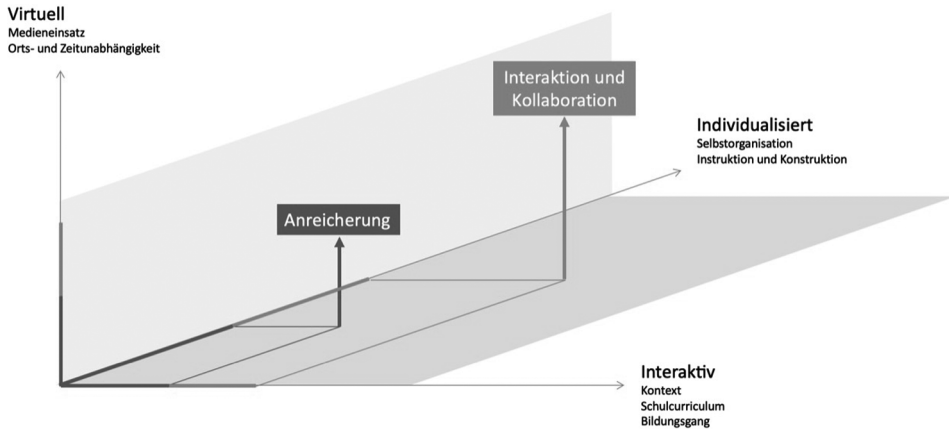 Virtuell
Medieneinsatz
Orts- und Zeitunabhängigkeit
Interaktion und
Kollaboration
Individualisiert
Selbstorganisation
Instruktion und Konstruktion
Anreicherung
Interaktiv
Kontext
Schulcurriculum
Bildungsgang